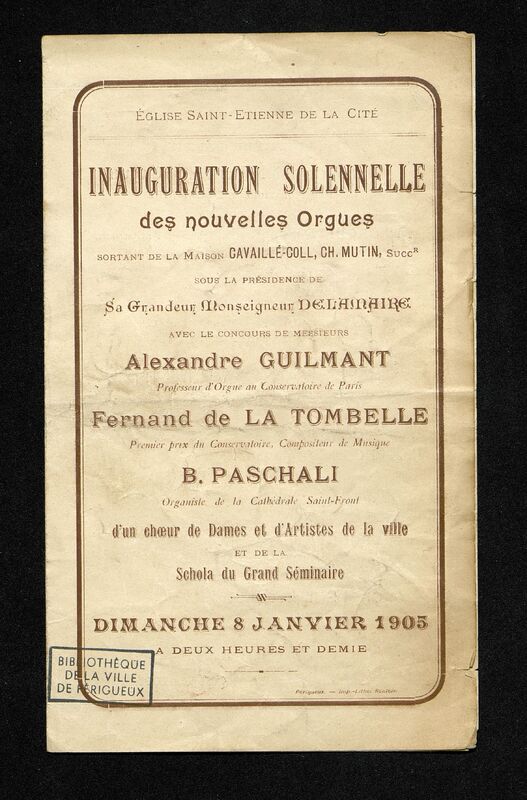 ÉGLISE SAINT-ETIENNE DE LA CITÉ
INAUGURATION SOLENNELLE
des nouvelles Orgues
SORTANT DE LA MAISON CAVAILLÉ-COLL, CH. MUTIN, SUCCR
SOUS LA PRÉSIDENCE DE
Sa Grandeur Monseigneur DELAMAIRE
AVEC LE CONCOURS DE MESSIEURS
Alexandre GUILMANT
Professeur d'Orgue au Conservatoire de Paris
Fernand de LA TOMBELLE
Premier prix du Conservatoire, Compositeur de Musique
B. PASCHALI
Organiste de la Cathédrale Saint-Front
d'un chœur de Dames et d'Artistes de la ville
ET DE LA
Schola du Grand Séminaire
DIMANCHE 8 JANVIER 1905
A DEUX HEURES ET DEMIE
BIBLIOTHÈQUE
DE LA VILLE
DE PÉRIGUEUX
Périgueux. — Imp.-Litho.